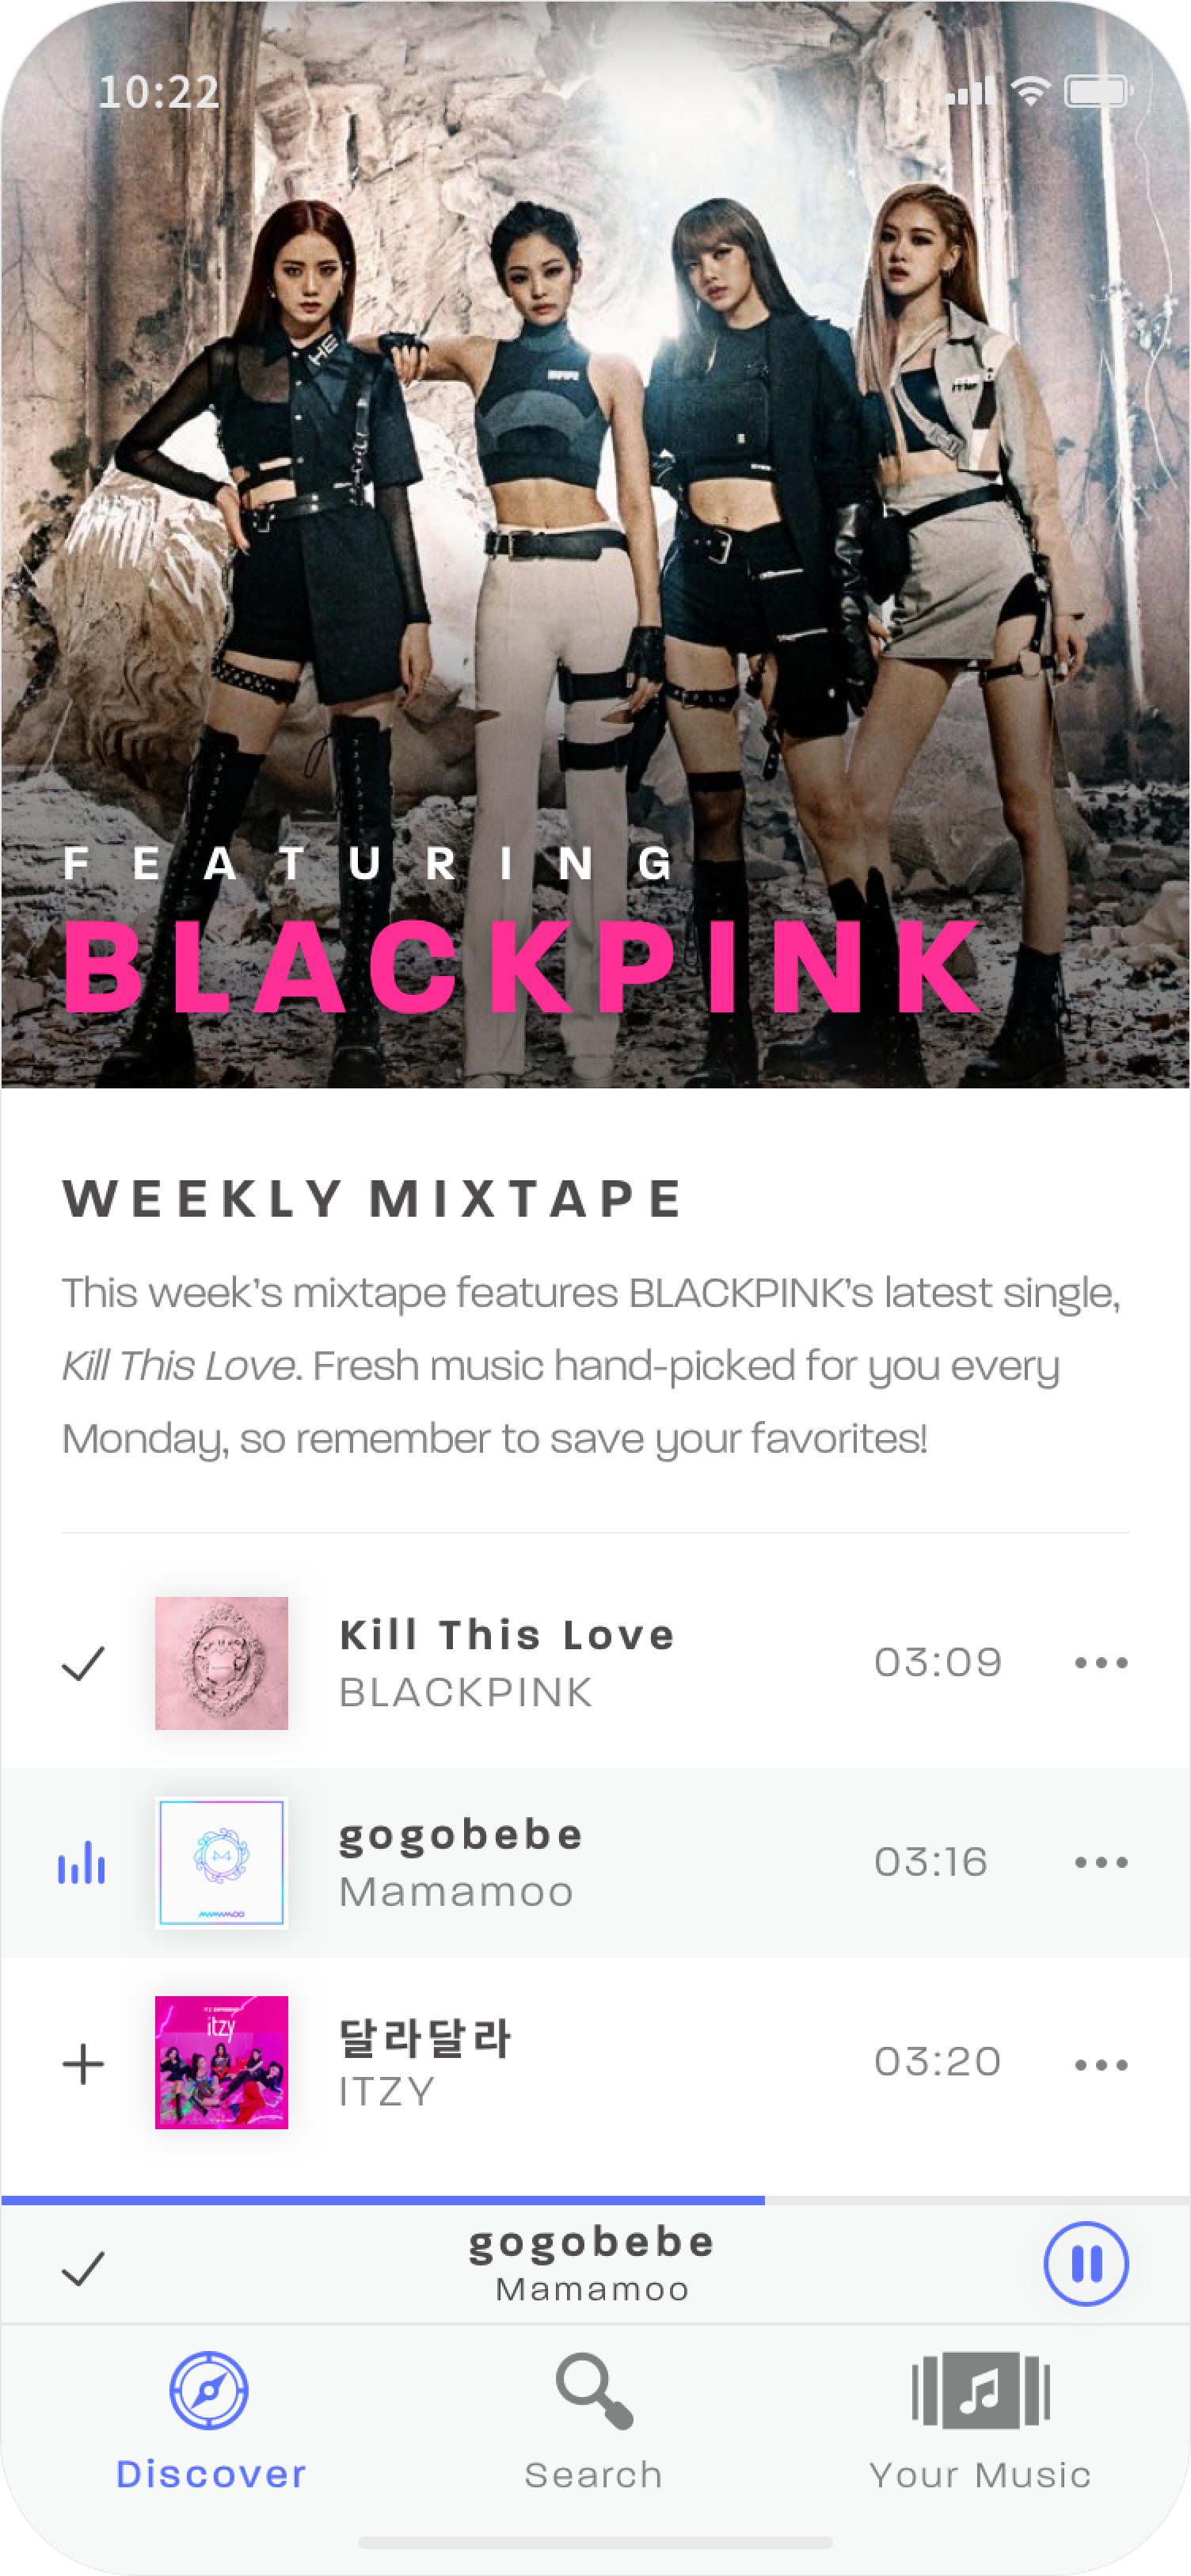 10:22
FEATURING
BLACKPINK
WEEKLY MIXTAPE
This week’s mixtape features BLACKPINK’s latest single,
Kill This Love. Fresh music hand-picked for you every
Monday, so remember to save your favorites!
Kill This Love
BLACKPINK
03:09
MAMAMOO
gogobebe
Mamamoo
03:16
itzy
달라달라
ITZY
03:20
gogobebe
Mamamoo
Discover
Search
Your Music